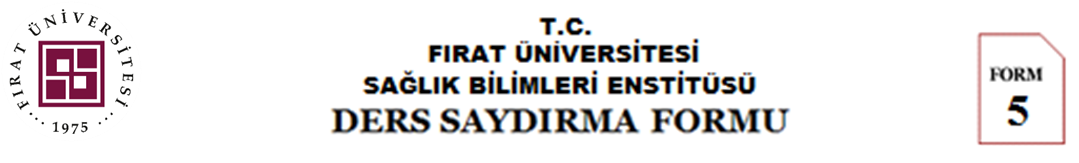 FIRAT ÜNİVERSİTESİ
1975
T.C.
FIRAT ÜNİVERSİTESİ
SAĞLIK BİLİMLERİ ENSTİTÜSÜ
DERS SAYDIRMA FORMU
FORM
5